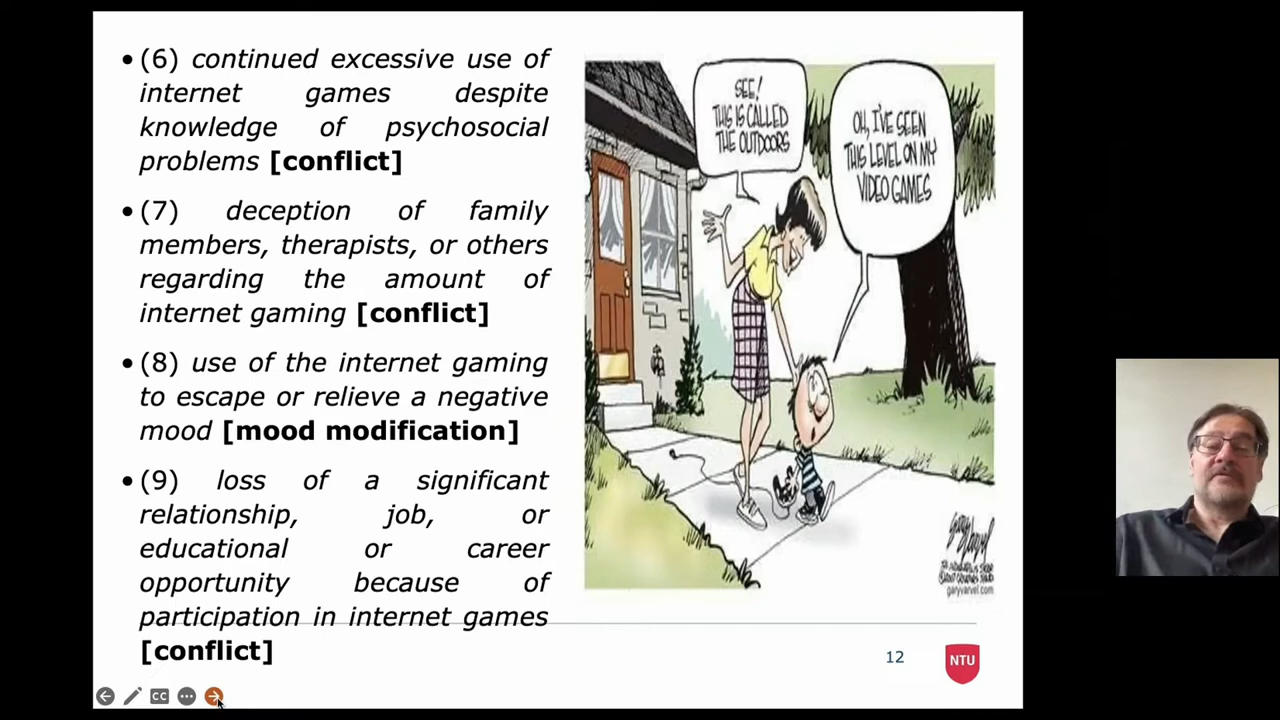 • (6) continued excessive use of
internet games despite
knowledge of psychosocial
problems [conflict]
• (7) deception of family
members, therapists, or others
regarding the amount of
internet gaming [conflict]
• (8) use of the internet gaming
to escape or relieve a negative
mood [mood modification]
• (9) loss of a significant
relationship, job, or
educational or career
opportunity because of
participation in internet games
[conflict]
SEE!
THIS IS CALLED
THE OUTDOORS
OH, I'VE SEEN
THIS LEVEL ON MY
VIDEO GAMES
garyvarvel.com
12
NTU
CC